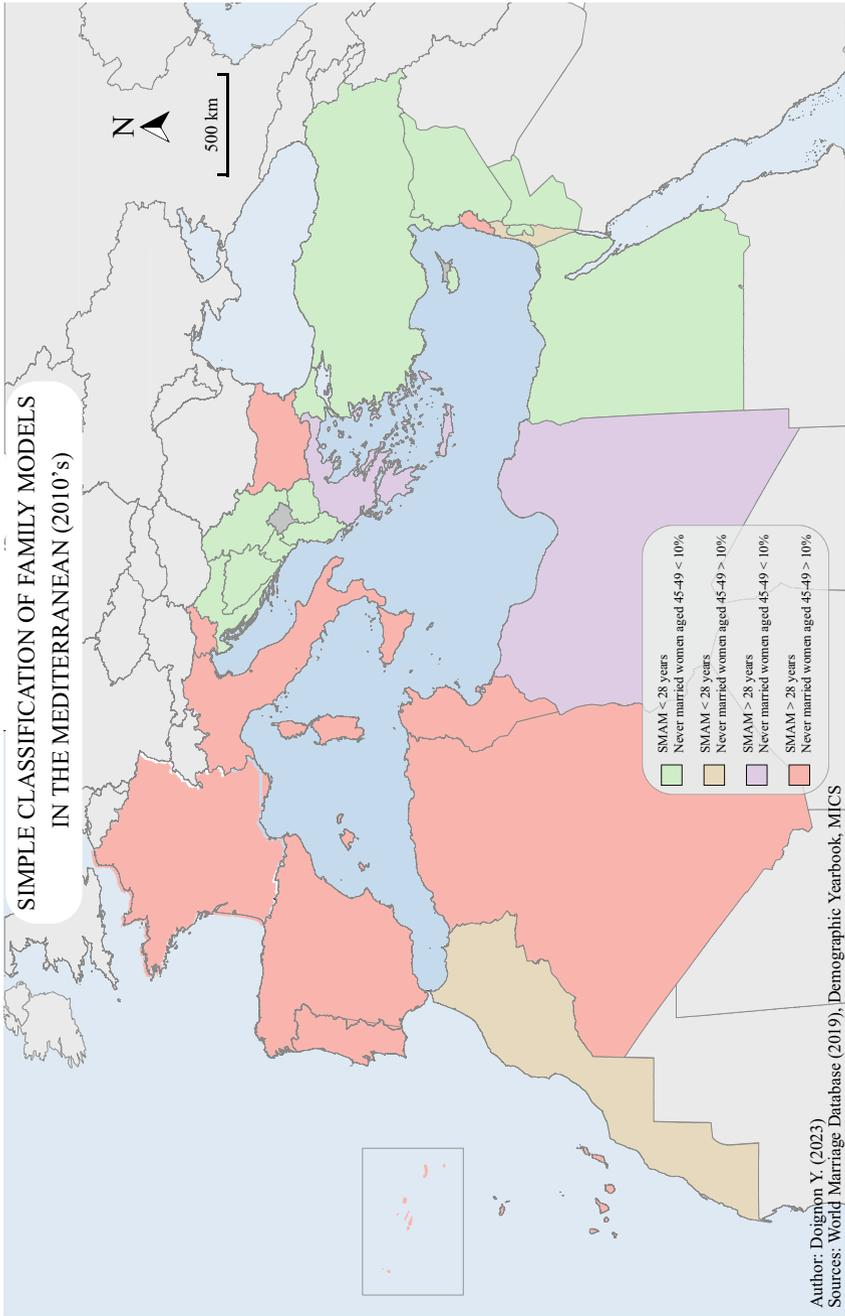 SIMPLE CLASSIFICATION OF FAMILY MODELS
IN THE MEDITERRANEAN (2010's)
N
500 km
SMAM < 28 years
Never married women aged 45-49 < 10%
SMAM < 28 years
Never married women aged 45-49 > 10%
SMAM > 28 years
Never married women aged 45-49 < 10%
SMAM > 28 years
Never married women aged 45-49 > 10%
Author: Doignon Y. (2023)
Sources: World Marriage Database (2019), Demographic Yearbook, MICS